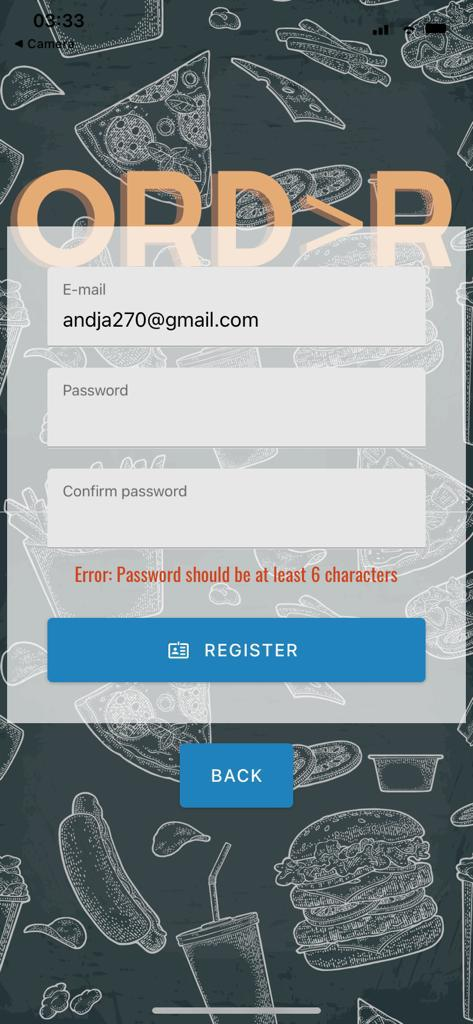 03:33
◀ Camera
ORD>R
E-mail
andja270@gmail.com
Password
Confirm password
Error: Password should be at least 6 characters
REGISTER
BACK